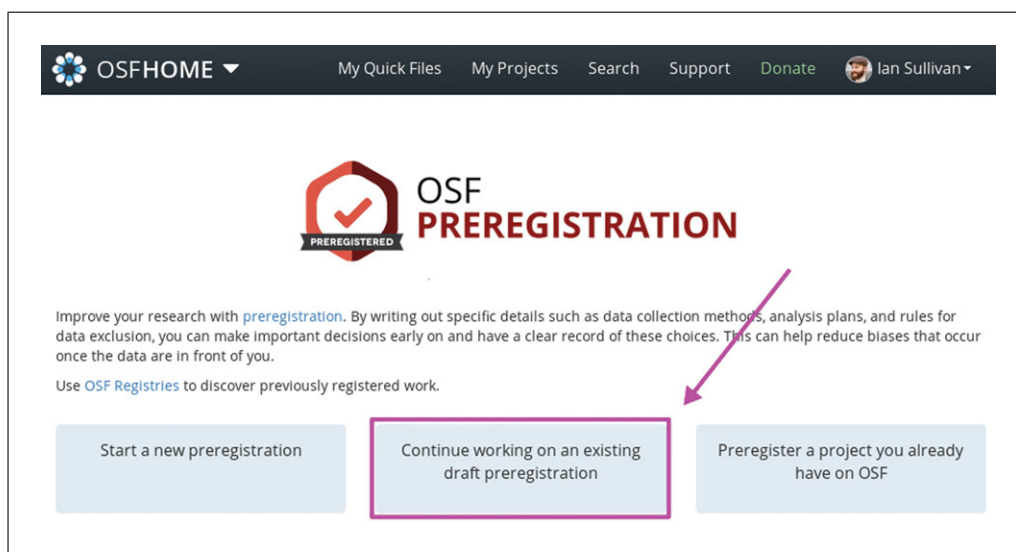 OSFHOME My Quick Files My Projects Search Support Donate Ian Sullivan
OSF
PREREGISTRATION
PREREGISTERED
Improve your research with preregistration. By writing out specific details such as data collection methods, analysis plans, and rules for
data exclusion, you can make important decisions early on and have a clear record of these choices. This can help reduce biases that occur
once the data are in front of you.
Use OSF Registries to discover previously registered work.
Start a new preregistration
Continue working on an existing
draft preregistration
Preregister a project you already
have on OSF